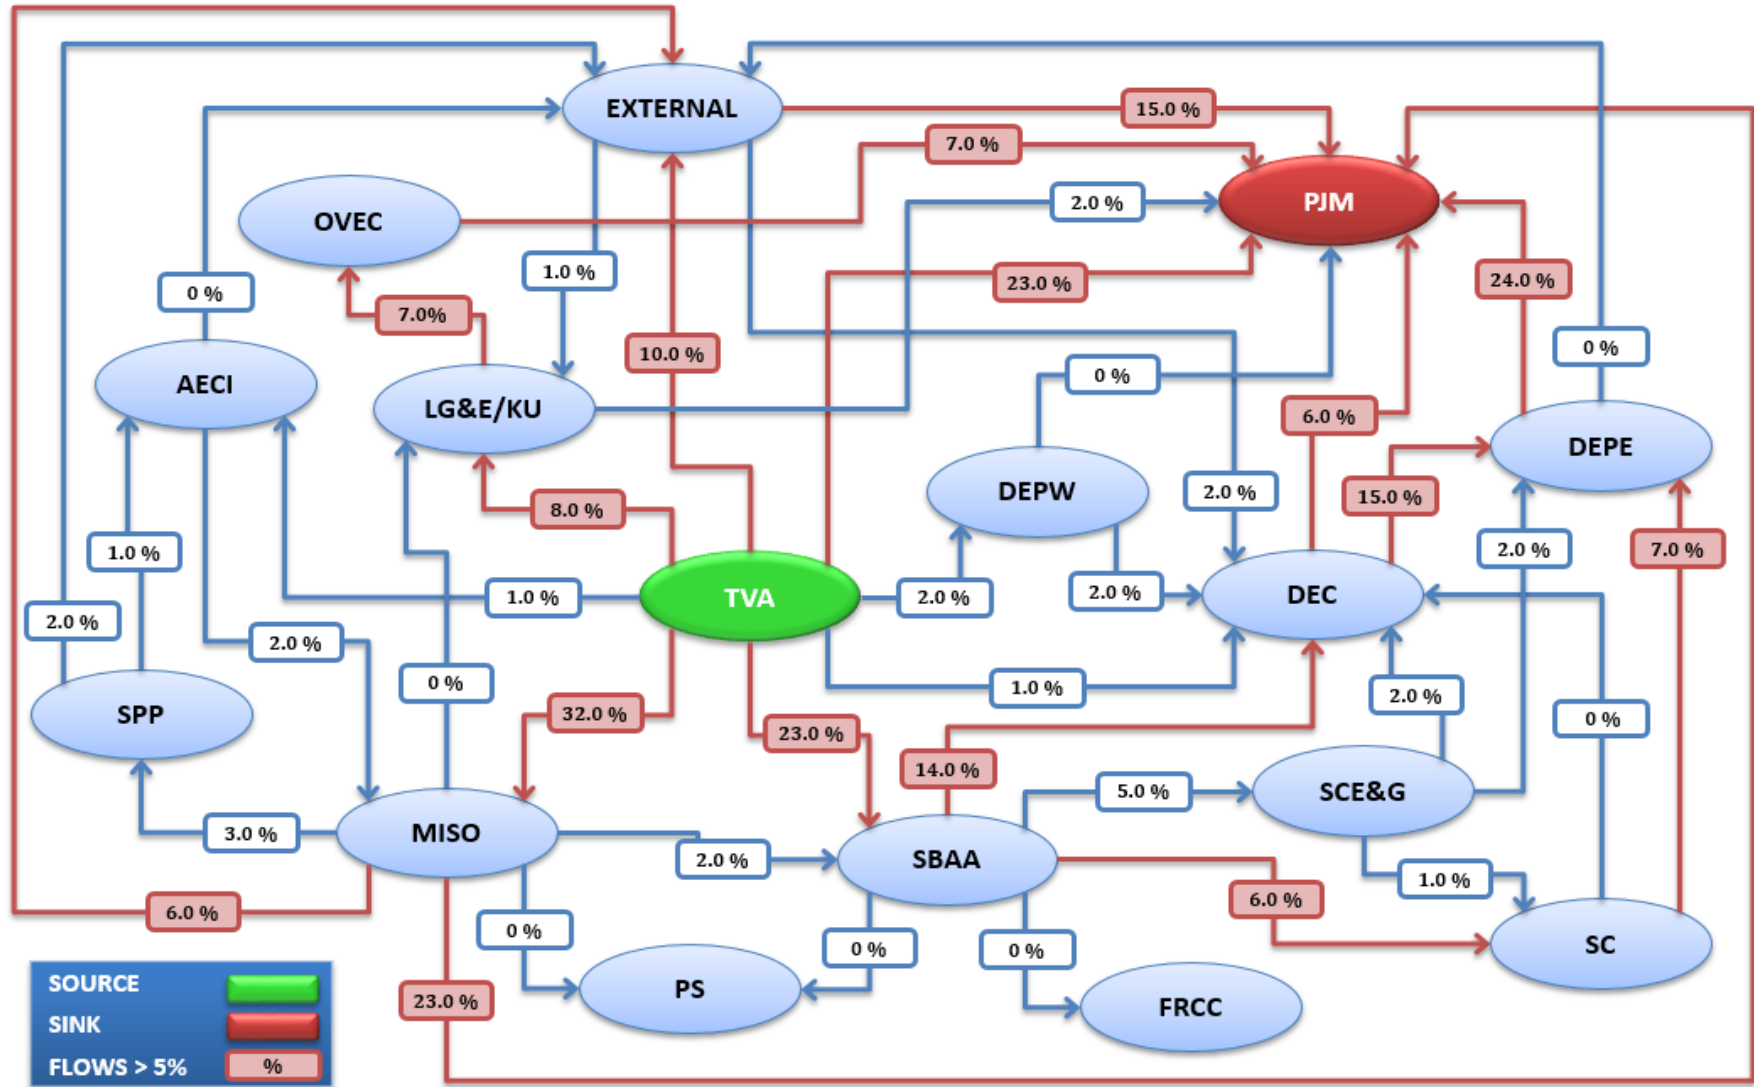 EXTERNAL
15.0 %
7.0 %
PJM
2.0 %
OVEC
1.0 %
23.0 %
24.0 %
0 %
7.0%
10.0 %
0 %
0 %
AECI
LG&E/KU
6.0 %
DEPE
DEPW
2.0 %
15.0 %
8.0 %
1.0 %
2.0 %
7.0 %
1.0 %
TVA
2.0 %
2.0 %
DEC
2.0 %
2.0 %
0 %
1.0 %
2.0 %
SPP
32.0 %
23.0 %
0 %
14.0 %
5.0 %
SCE&G
3.0 %
MISO
2.0 %
SBAA
1.0 %
6.0 %
6.0 %
0 %
0 %
0 %
SC
SOURCE
23.0 %
PS
FRCC
SINK
FLOWS > 5%
%